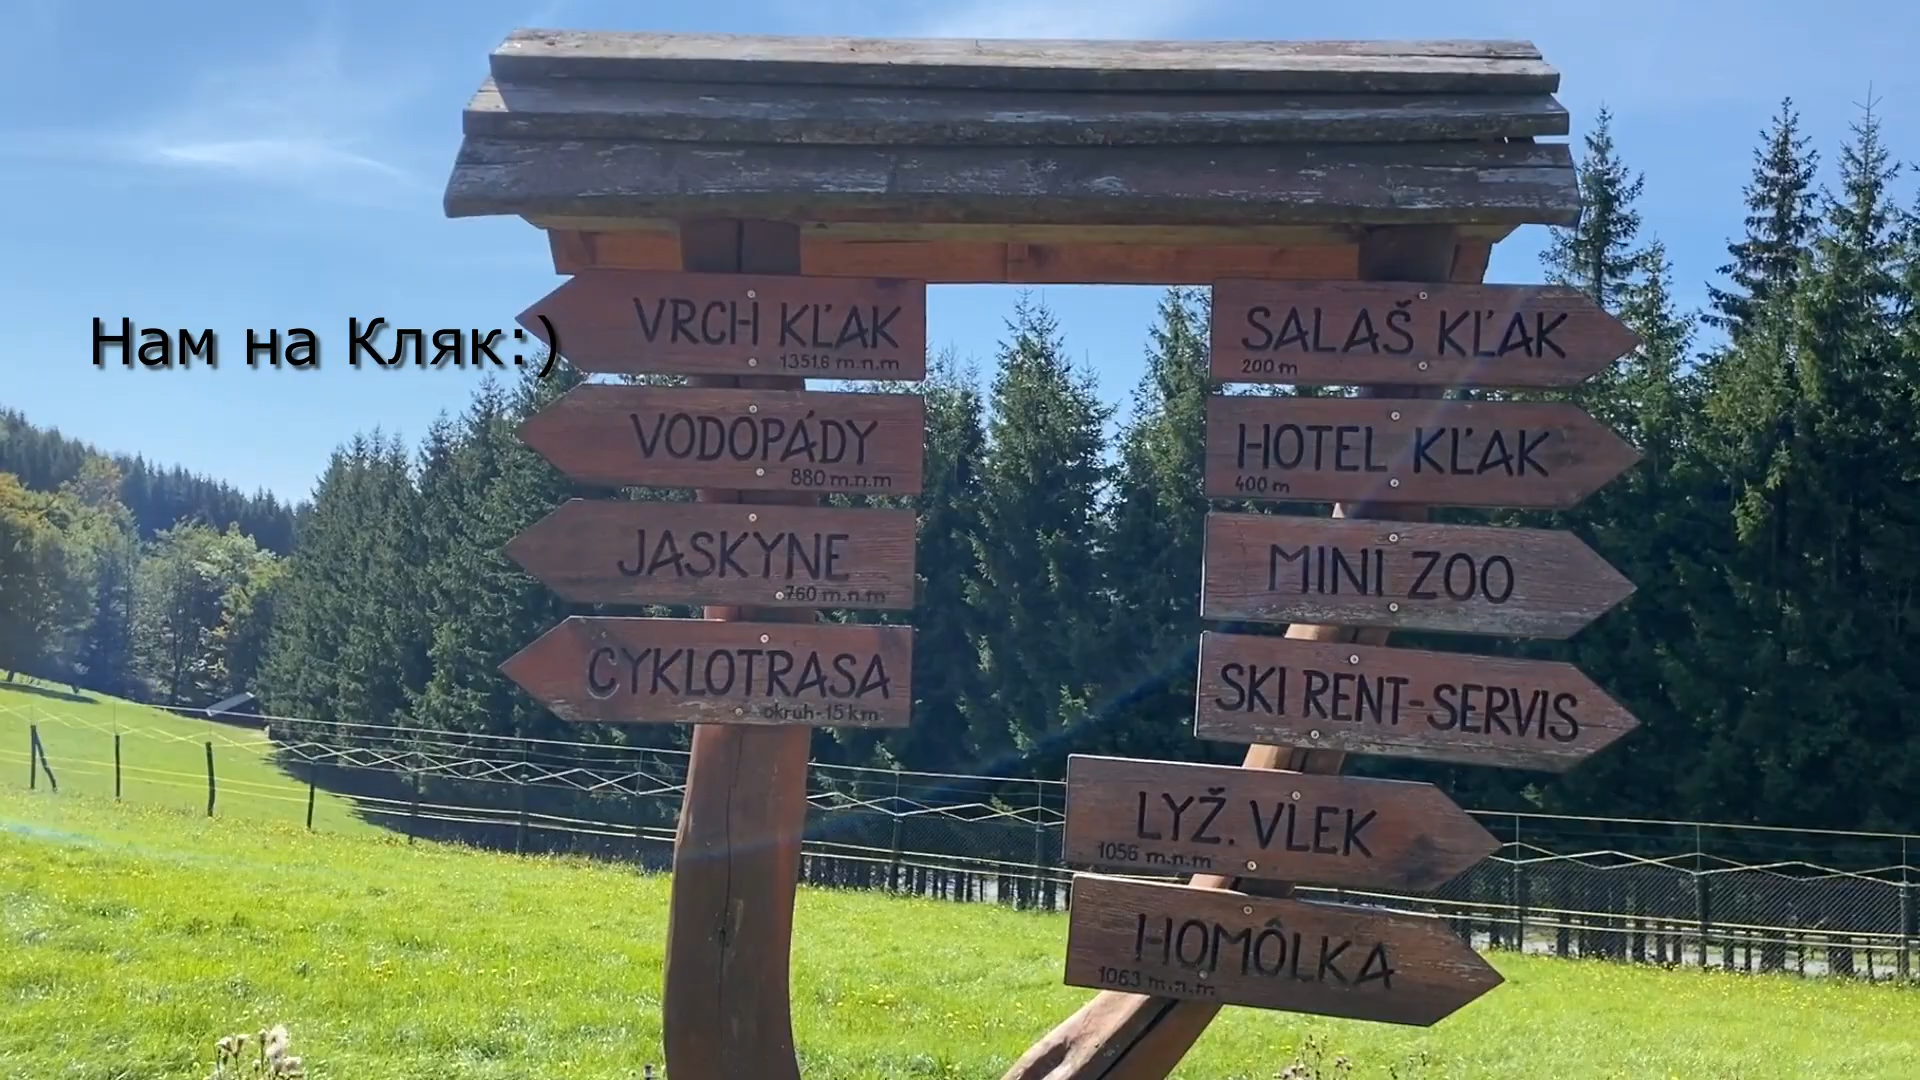 Нам на Кляк:)
VRCH KĽAK
1351,8 m.n.m
VODOPÁDY
880 m.n.m
JASKYNE
760 m.n.m
CYKLOTRASA
okruh-15 km
SALAŠ KĽAK
200 m
HOTEL KĽAK
400 m
MINI ZOO
SKI RENT-SERVIS
LYŽ. VLEK
1056 m.n.m
HOMÔLKA
1063 m.n.m